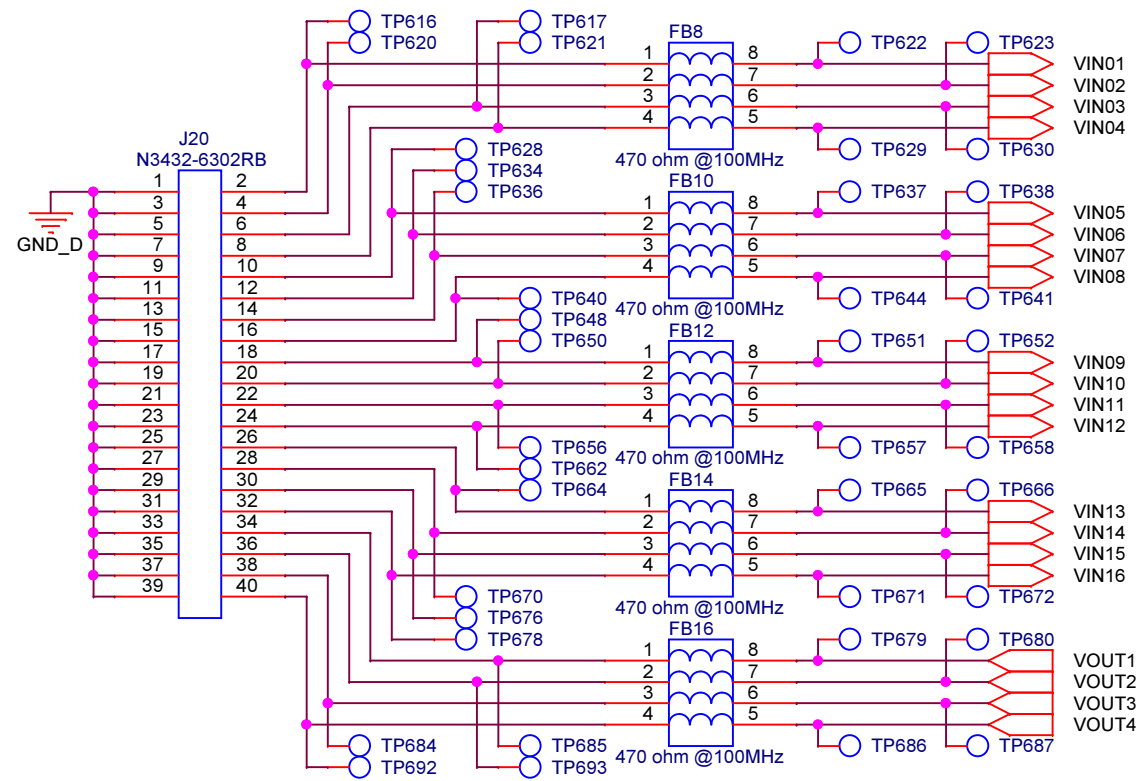 TP616
TP617
TP620
TP621
FB8
TP622
TP623
1 8 VIN01
2 7 VIN02
3 6 VIN03
4 5 VIN04
470 ohm @100MHz
TP629
TP630
J20
N3432-6302RB
GND_D
1 2
3 4
5 6
7 8
9 10
11 12
13 14
15 16
17 18
19 20
21 22
23 24
25 26
27 28
29 30
31 32
33 34
35 36
37 38
39 40
TP628
TP634
TP636
FB10
TP637
TP638
1 8 VIN05
2 7 VIN06
3 6 VIN07
4 5 VIN08
470 ohm @100MHz
TP644
TP641
TP640
TP648
TP650
FB12
TP651
TP652
1 8 VIN09
2 7 VIN10
3 6 VIN11
4 5 VIN12
470 ohm @100MHz
TP657
TP658
TP656
TP662
TP664
FB14
TP665
TP666
1 8 VIN13
2 7 VIN14
3 6 VIN15
4 5 VIN16
470 ohm @100MHz
TP671
TP672
TP670
TP676
TP678
FB16
TP679
TP680
1 8 VOUT1
2 7 VOUT2
3 6 VOUT3
4 5 VOUT4
470 ohm @100MHz
TP686
TP687
TP684
TP685
TP692
TP693